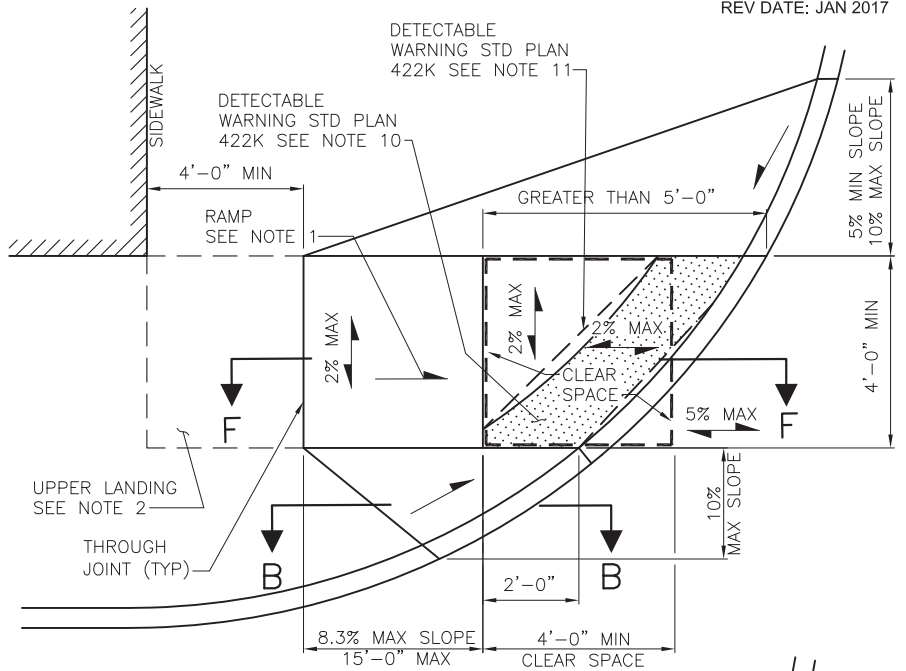 REV DATE: JAN 2017
DETECTABLE
WARNING STD PLAN
422K SEE NOTE 11
DETECTABLE
WARNING STD PLAN
422K SEE NOTE 10
SIDEWALK
4'-0" MIN
RAMP
SEE NOTE 1
GREATER THAN 5'-0"
5% MIN SLOPE
10% MAX SLOPE
2% MAX
2% MAX
2% MAX
CLEAR
SPACE
5% MAX
4'-0" MIN
F
F
UPPER LANDING
SEE NOTE 2
THROUGH
JOINT (TYP)
B
B
10%
MAX SLOPE
2'-0"
8.3% MAX SLOPE
15'-0" MAX
4'-0" MIN
CLEAR SPACE